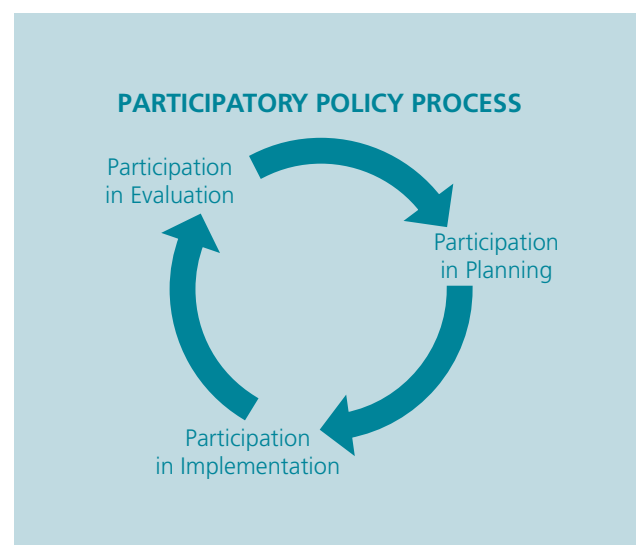 PARTICIPATORY POLICY PROCESS
Participation
in Evaluation
Participation
in Planning
Participation
in Implementation